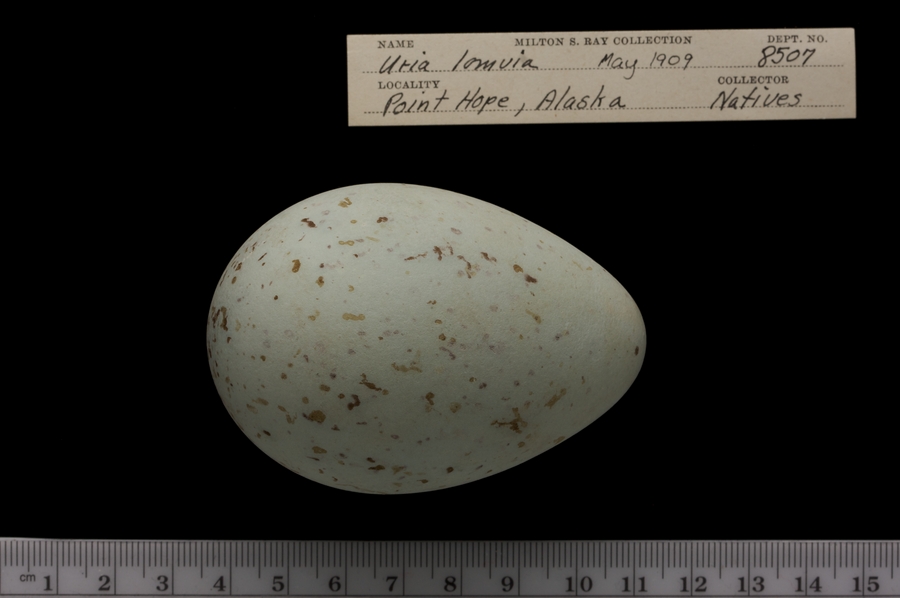 NAME MILTON S. RAY COLLECTION DEPT. NO.
Uria lomvia May 1909 8507
LOCALITY COLLECTOR
Point Hope, Alaska Natives
cm 1 2 3 4 5 6 7 8 9 10 11 12 13 14 15